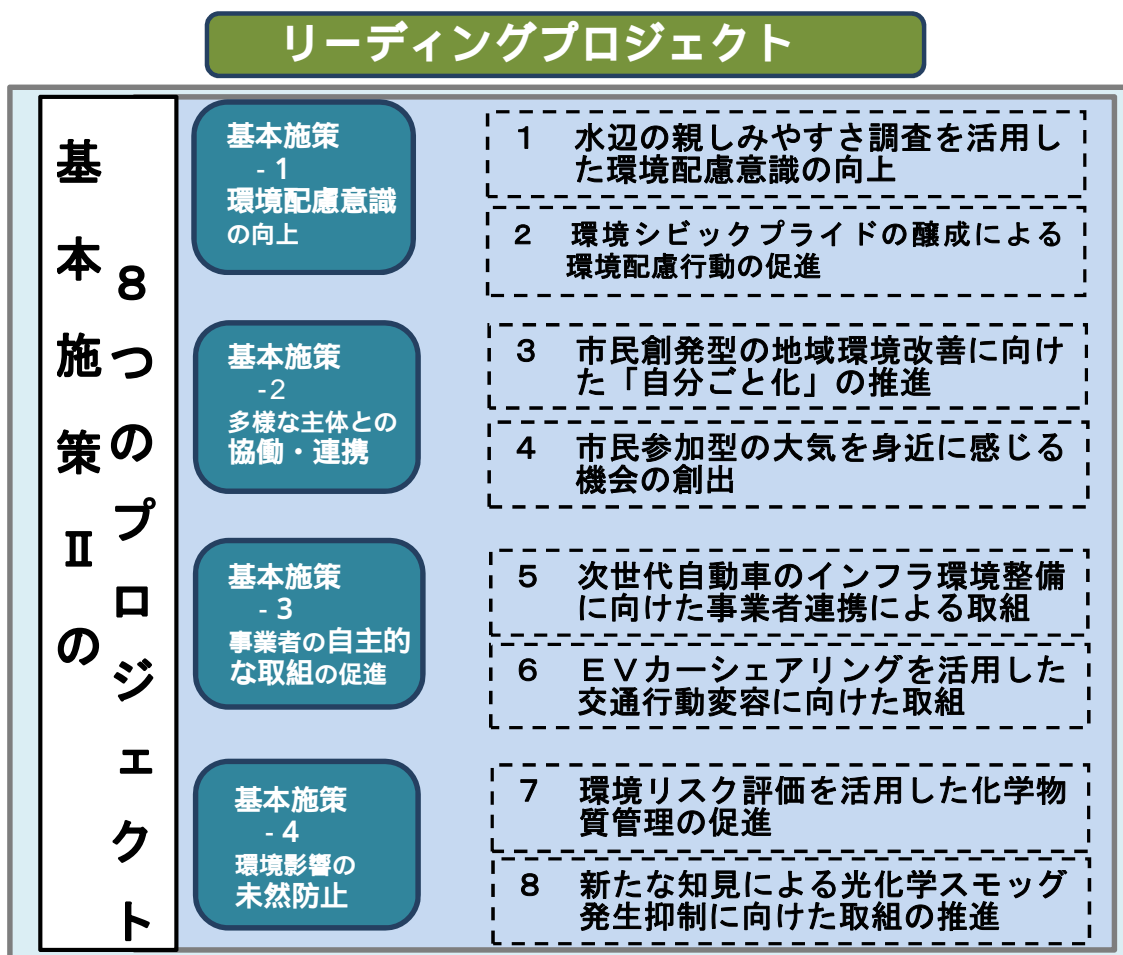 リーディングプロジェクト
基本施策Ⅱの
8つのプロジェクト
基本施策
- 1
環境配慮意識
の向上
1 水辺の親しみやすさ調査を活用し
た環境配慮意識の向上
2 環境シビックプライドの醸成による
環境配慮行動の促進
基本施策
-2
多様な主体との
協働・連携
3 市民創発型の地域環境改善に向け
た「自分ごと化」の推進
4 市民参加型の大気を身近に感じる
機会の創出
基本施策
- 3
事業者の自主的
な取組の促進
5 次世代自動車のインフラ環境整備
に向けた事業者連携による取組
6 EVカーシェアリングを活用した
交通行動変容に向けた取組
基本施策
- 4
環境影響の
未然防止
7 環境リスク評価を活用した化学物
質管理の促進
8 新たな知見による光化学スモッグ
発生抑制に向けた取組の推進